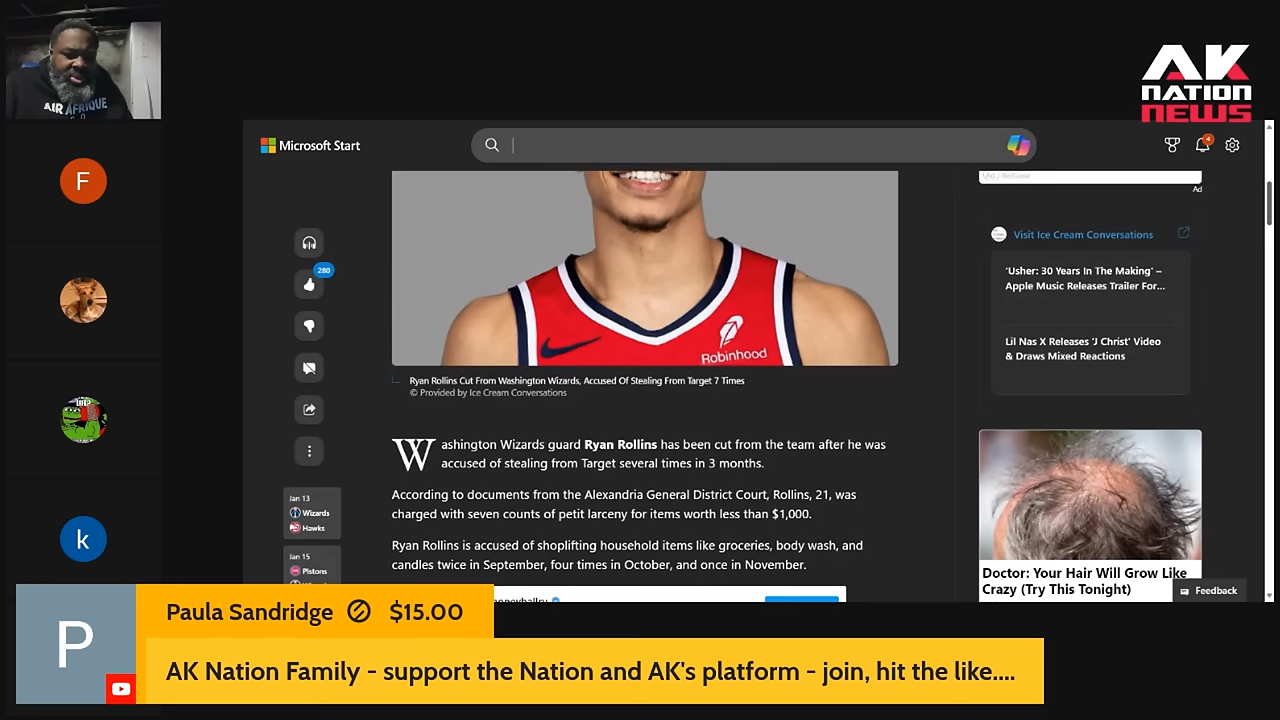 AIR AFRIQUE
AK
NATION
NEWS
Microsoft Start
4
Ad
F
280
Robinhood
Visit Ice Cream Conversations
'Usher: 30 Years In The Making' –
Apple Music Releases Trailer For...
Lil Nas X Releases 'J Christ' Video
& Draws Mixed Reactions
Ryan Rollins Cut From Washington Wizards, Accused Of Stealing From Target 7 Times
© Provided by Ice Cream Conversations
Washington Wizards guard Ryan Rollins has been cut from the team after he was
accused of stealing from Target several times in 3 months.
According to documents from the Alexandria General District Court, Rollins, 21, was
charged with seven counts of petit larceny for items worth less than $1,000.
Ryan Rollins is accused of shoplifting household items like groceries, body wash, and
candles twice in September, four times in October, and once in November.
Jan 13
Wizards
Hawks
Jan 15
Pistons
k
Doctor: Your Hair Will Grow Like
Crazy (Try This Tonight)
Feedback
P
Paula Sandridge $15.00
AK Nation Family - support the Nation and AK's platform - join, hit the like....